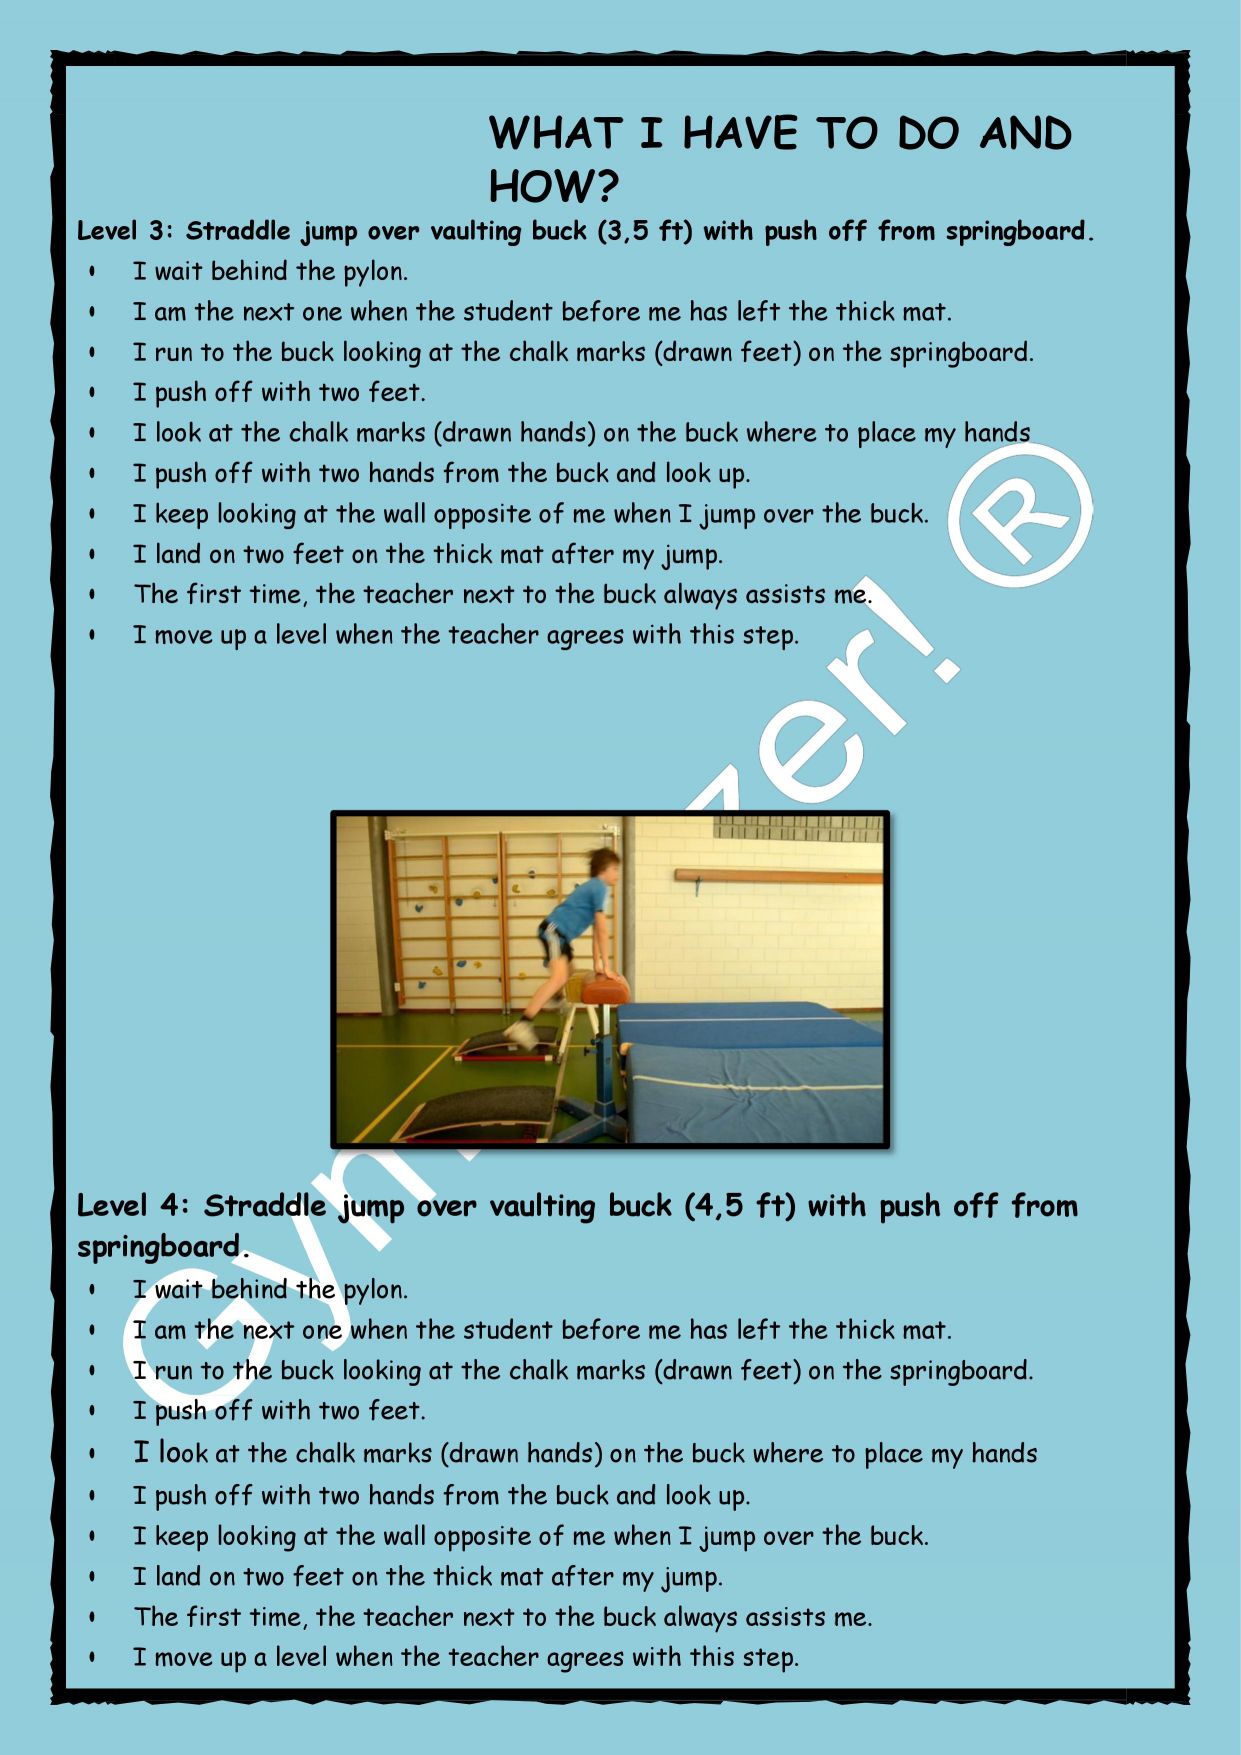 WHAT I HAVE TO DO AND
HOW?
Level 3: Straddle jump over vaulting buck (3,5 ft) with push off from springboard.
• I wait behind the pylon.
• I am the next one when the student before me has left the thick mat.
• I run to the buck looking at the chalk marks (drawn feet) on the springboard.
• I push off with two feet.
• I look at the chalk marks (drawn hands) on the buck where to place my hands
• I push off with two hands from the buck and look up.
• I keep looking at the wall opposite of me when I jump over the buck.
• I land on two feet on the thick mat after my jump.
• The first time, the teacher next to the buck always assists me.
• I move up a level when the teacher agrees with this step.
Level 4: Straddle jump over vaulting buck (4,5 ft) with push off from
springboard.
• I wait behind the pylon.
• I am the next one when the student before me has left the thick mat.
• I run to the buck looking at the chalk marks (drawn feet) on the springboard.
• I push off with two feet.
• I look at the chalk marks (drawn hands) on the buck where to place my hands
• I push off with two hands from the buck and look up.
• I keep looking at the wall opposite of me when I jump over the buck.
• I land on two feet on the thick mat after my jump.
• The first time, the teacher next to the buck always assists me.
• I move up a level when the teacher agrees with this step.